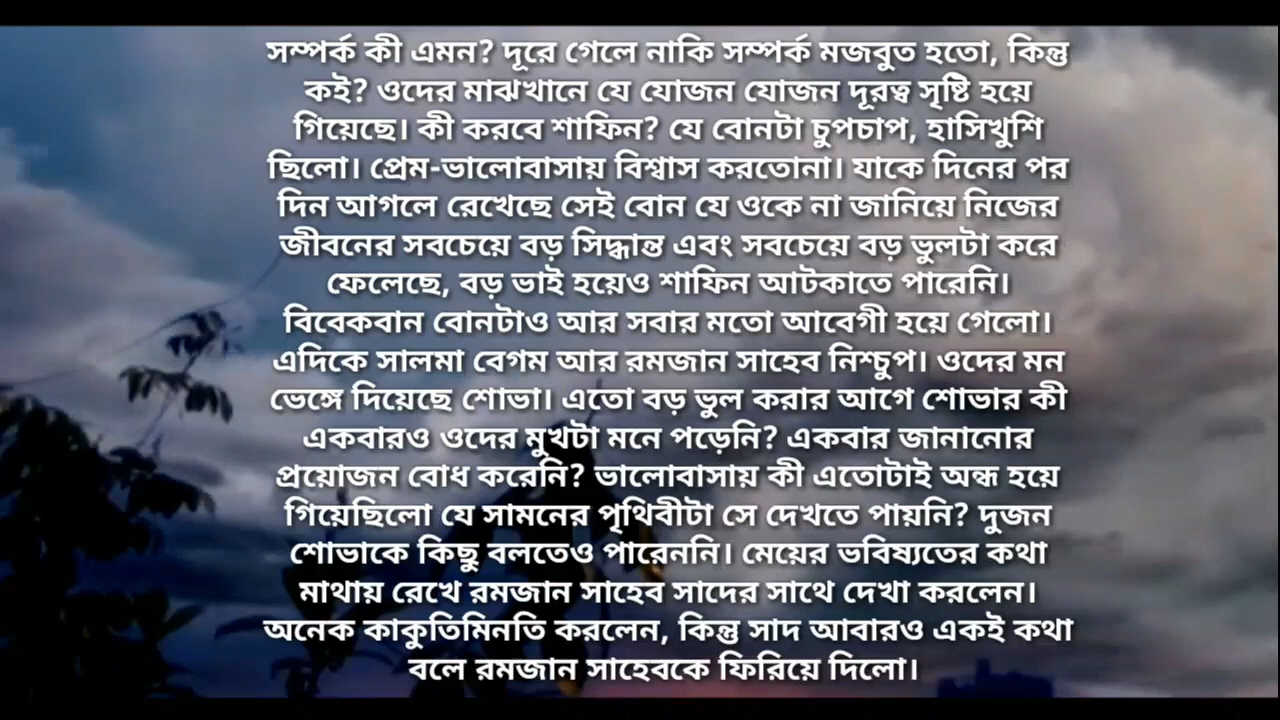 সম্পর্ক কী এমন? দূরে গেলে নাকি সম্পর্ক মজবুত হতো, কিন্তু
কই? ওদের মাঝখানে যে যোজন যোজন দূরত্ব সৃষ্টি হয়ে
গিয়েছে। কী করবে শাফিন? যে বোনটা চুপচাপ, হাসিখুশি
ছিলো। প্রেম-ভালোবাসায় বিশ্বাস করতোনা। যাকে দিনের পর
দিন আগলে রেখেছে সেই বোন যে ওকে না জানিয়ে নিজের
জীবনের সবচেয়ে বড় সিদ্ধান্ত এবং সবচেয়ে বড় ভুলটা করে
ফেলেছে, বড় ভাই হয়েও শাফিন আটকাতে পারেনি।
বিবেকবান বোনটাও আর সবার মতো আবেগী হয়ে গেলো।
এদিকে সালমা বেগম আর রমজান সাহেব নিশ্চুপ। ওদের মন
ভেঙ্গে দিয়েছে শোভা। এতো বড় ভুল করার আগে শোভার কী
একবারও ওদের মুখটা মনে পড়েনি? একবার জানানোর
প্রয়োজন বোধ করেনি? ভালোবাসায় কী এতোটাই অন্ধ হয়ে
গিয়েছিলো যে সামনের পৃথিবীটা সে দেখতে পায়নি? দুজন
শোভাকে কিছু বলতেও পারেননি। মেয়ের ভবিষ্যতের কথা
মাথায় রেখে রমজান সাহেব সাদের সাথে দেখা করলেন।
অনেক কাকুতিমিনতি করলেন, কিন্তু সাদ আবারও একই কথা
বলে রমজান সাহেবকে ফিরিয়ে দিলো।